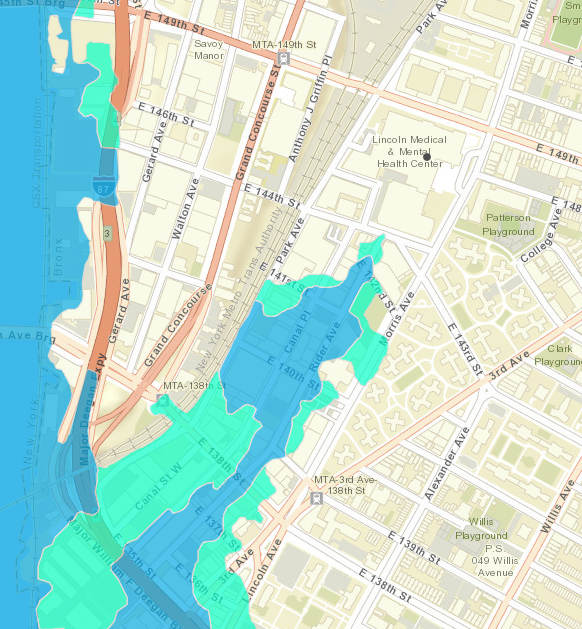 45th St Brg
E 149th St
Park Ave
Morris
Sm
Playgr
Savoy
Manor
MTA-149th St
Grand Concourse St
Anthony J Griffin Pl
E 146th St
Gerard Ave
CSX Transportation
Lincoln Medical
& Mental
Health Center
E 149th
87
E 144th St
Walton Ave
E 148
Patterson
Playground
College Ave
3
Bronx
Park Ave
New York Metro Trans Authority
E 141st St
E 142nd St
Gerard Ave
Grand Concourse
Canal Pl
Rider Ave
Morris Ave
E 143rd St
Ave Brg
3rd Ave
Clark
Playground
E 140th St
MTA-138th St
Major Deegan Expy
New York
Alexander Ave
E 138th St
Canal St W
MTA-3rd Ave-
138th St
Willis Ave
E 137th St
Willis
Playground
P.S.
049 Willis
Avenue
Major William F Deegan Blv
E 135th St
E 136th St
3rd Ave
Lincoln Ave
E 139th St
E 138th St